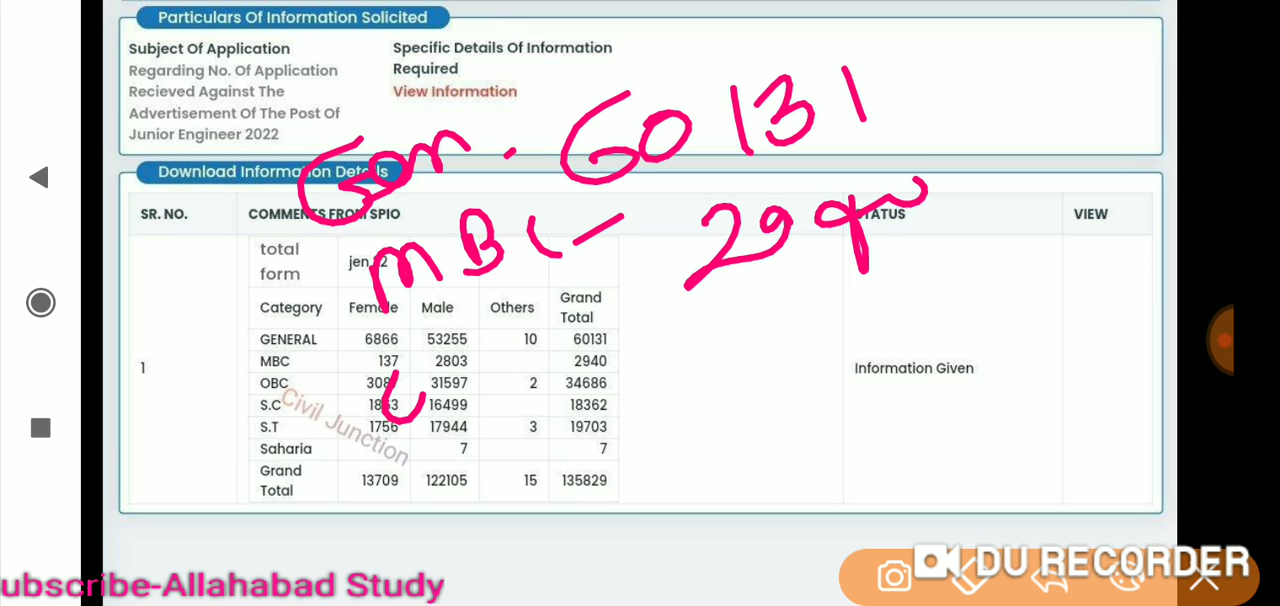 Particulars Of Information Solicited
Subject Of Application
Regarding No. Of Application
Recieved Against The
Advertisement Of The Post Of
Junior Engineer 2022
Specific Details Of Information
Required
View Information
Gen. 60131
MBC - 2940
Download Information Details
SR. NO. COMMENTS FROM SPIO STATUS VIEW
total
form
Category Female Male Others Grand Total
GENERAL 6866 53255 10 60131
MBC 137 2803 2940
OBC 31597 2 34686
S.C 1863 16499 18362
S.T 1756 17944 3 19703
Saharia 7 7
Grand Total 13709 122105 15 135829
1
Information Given
Civil Junction
ubscribe-Allahabad Study
DU RECORDER